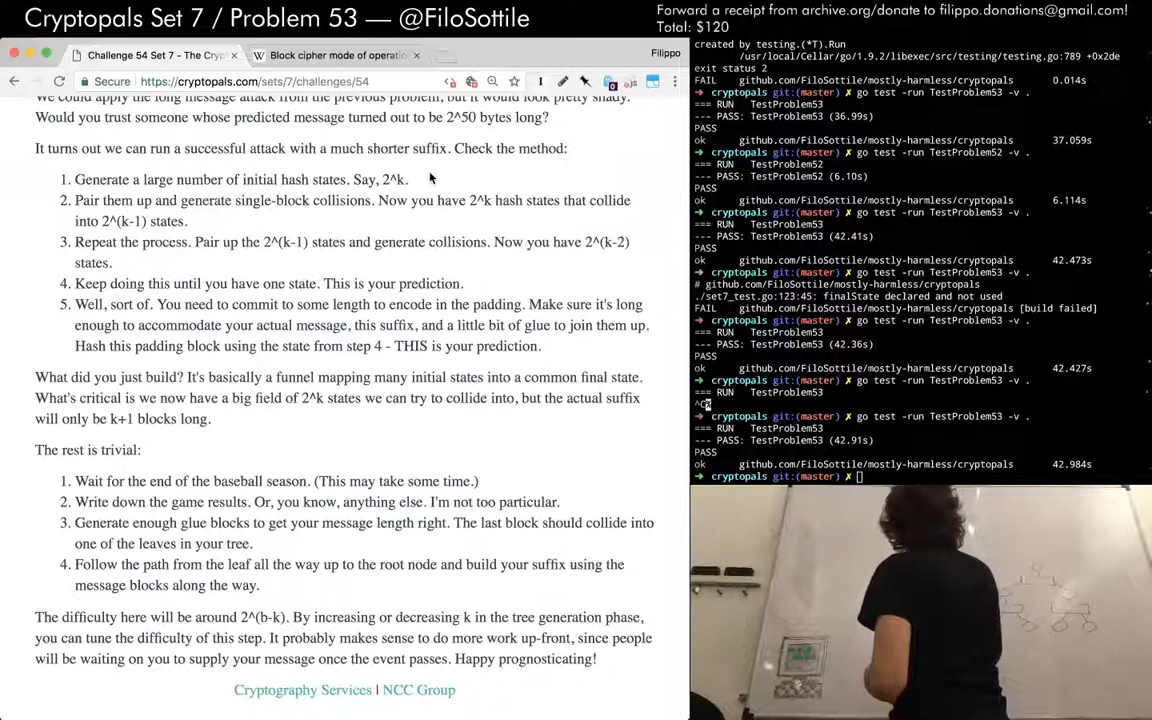 Cryptopals Set 7 / Problem 53 — @FiloSottile
Forward a receipt from archive.org/donate to filippo.donations@gmail.com!
Total: $120
Challenge 54 Set 7 - The Cryp
Block cipher mode of operatio
Filippo
Secure
https://cryptopals.com/sets/7/challenges/54
We could apply the long message attack from the previous problem, but it would look pretty shady.
Would you trust someone whose predicted message turned out to be 2^50 bytes long?
It turns out we can run a successful attack with a much shorter suffix. Check the method:
1. Generate a large number of initial hash states. Say, 2^k.
2. Pair them up and generate single-block collisions. Now you have 2^k hash states that collide
into 2^(k-1) states.
3. Repeat the process. Pair up the 2^(k-1) states and generate collisions. Now you have 2^(k-2)
states.
4. Keep doing this until you have one state. This is your prediction.
5. Well, sort of. You need to commit to some length to encode in the padding. Make sure it's long
enough to accommodate your actual message, this suffix, and a little bit of glue to join them up.
Hash this padding block using the state from step 4 - THIS is your prediction.
What did you just build? It's basically a funnel mapping many initial states into a common final state.
What's critical is we now have a big field of 2^k states we can try to collide into, but the actual suffix
will only be k+1 blocks long.
The rest is trivial:
1. Wait for the end of the baseball season. (This may take some time.)
2. Write down the game results. Or, you know, anything else. I'm not too particular.
3. Generate enough glue blocks to get your message length right. The last block should collide into
one of the leaves in your tree.
4. Follow the path from the leaf all the way up to the root node and build your suffix using the
message blocks along the way.
The difficulty here will be around 2^(b-k). By increasing or decreasing k in the tree generation phase,
you can tune the difficulty of this step. It probably makes sense to do more work up-front, since people
will be waiting on you to supply your message once the event passes. Happy prognosticating!
Cryptography Services | NCC Group
created by testing.(*T).Run
/usr/local/Cellar/go/1.9.2/libexec/src/testing/testing.go:789 +0x2de
exit status 2
FAIL github.com/FiloSottile/mostly-harmless/cryptopals 0.014s
➜ cryptopals git:(master) ✗ go test -run TestProblem53 -v .
=== RUN TestProblem53
--- PASS: TestProblem53 (36.99s)
PASS
ok github.com/FiloSottile/mostly-harmless/cryptopals 37.059s
➜ cryptopals git:(master) ✗ go test -run TestProblem52 -v .
=== RUN TestProblem52
--- PASS: TestProblem52 (6.10s)
PASS
ok github.com/FiloSottile/mostly-harmless/cryptopals 6.114s
➜ cryptopals git:(master) ✗ go test -run TestProblem53 -v .
=== RUN TestProblem53
--- PASS: TestProblem53 (42.41s)
PASS
ok github.com/FiloSottile/mostly-harmless/cryptopals 42.473s
➜ cryptopals git:(master) ✗ go test -run TestProblem53 -v .
# github.com/FiloSottile/mostly-harmless/cryptopals
./set7_test.go:123:45: finalState declared and not used
FAIL github.com/FiloSottile/mostly-harmless/cryptopals [build failed]
➜ cryptopals git:(master) ✗ go test -run TestProblem53 -v .
=== RUN TestProblem53
--- PASS: TestProblem53 (42.36s)
PASS
ok github.com/FiloSottile/mostly-harmless/cryptopals 42.427s
➜ cryptopals git:(master) ✗ go test -run TestProblem53 -v .
=== RUN TestProblem53
^C%
➜ cryptopals git:(master) ✗ go test -run TestProblem53 -v .
=== RUN TestProblem53
--- PASS: TestProblem53 (42.91s)
PASS
ok github.com/FiloSottile/mostly-harmless/cryptopals 42.984s
➜ cryptopals git:(master) ✗